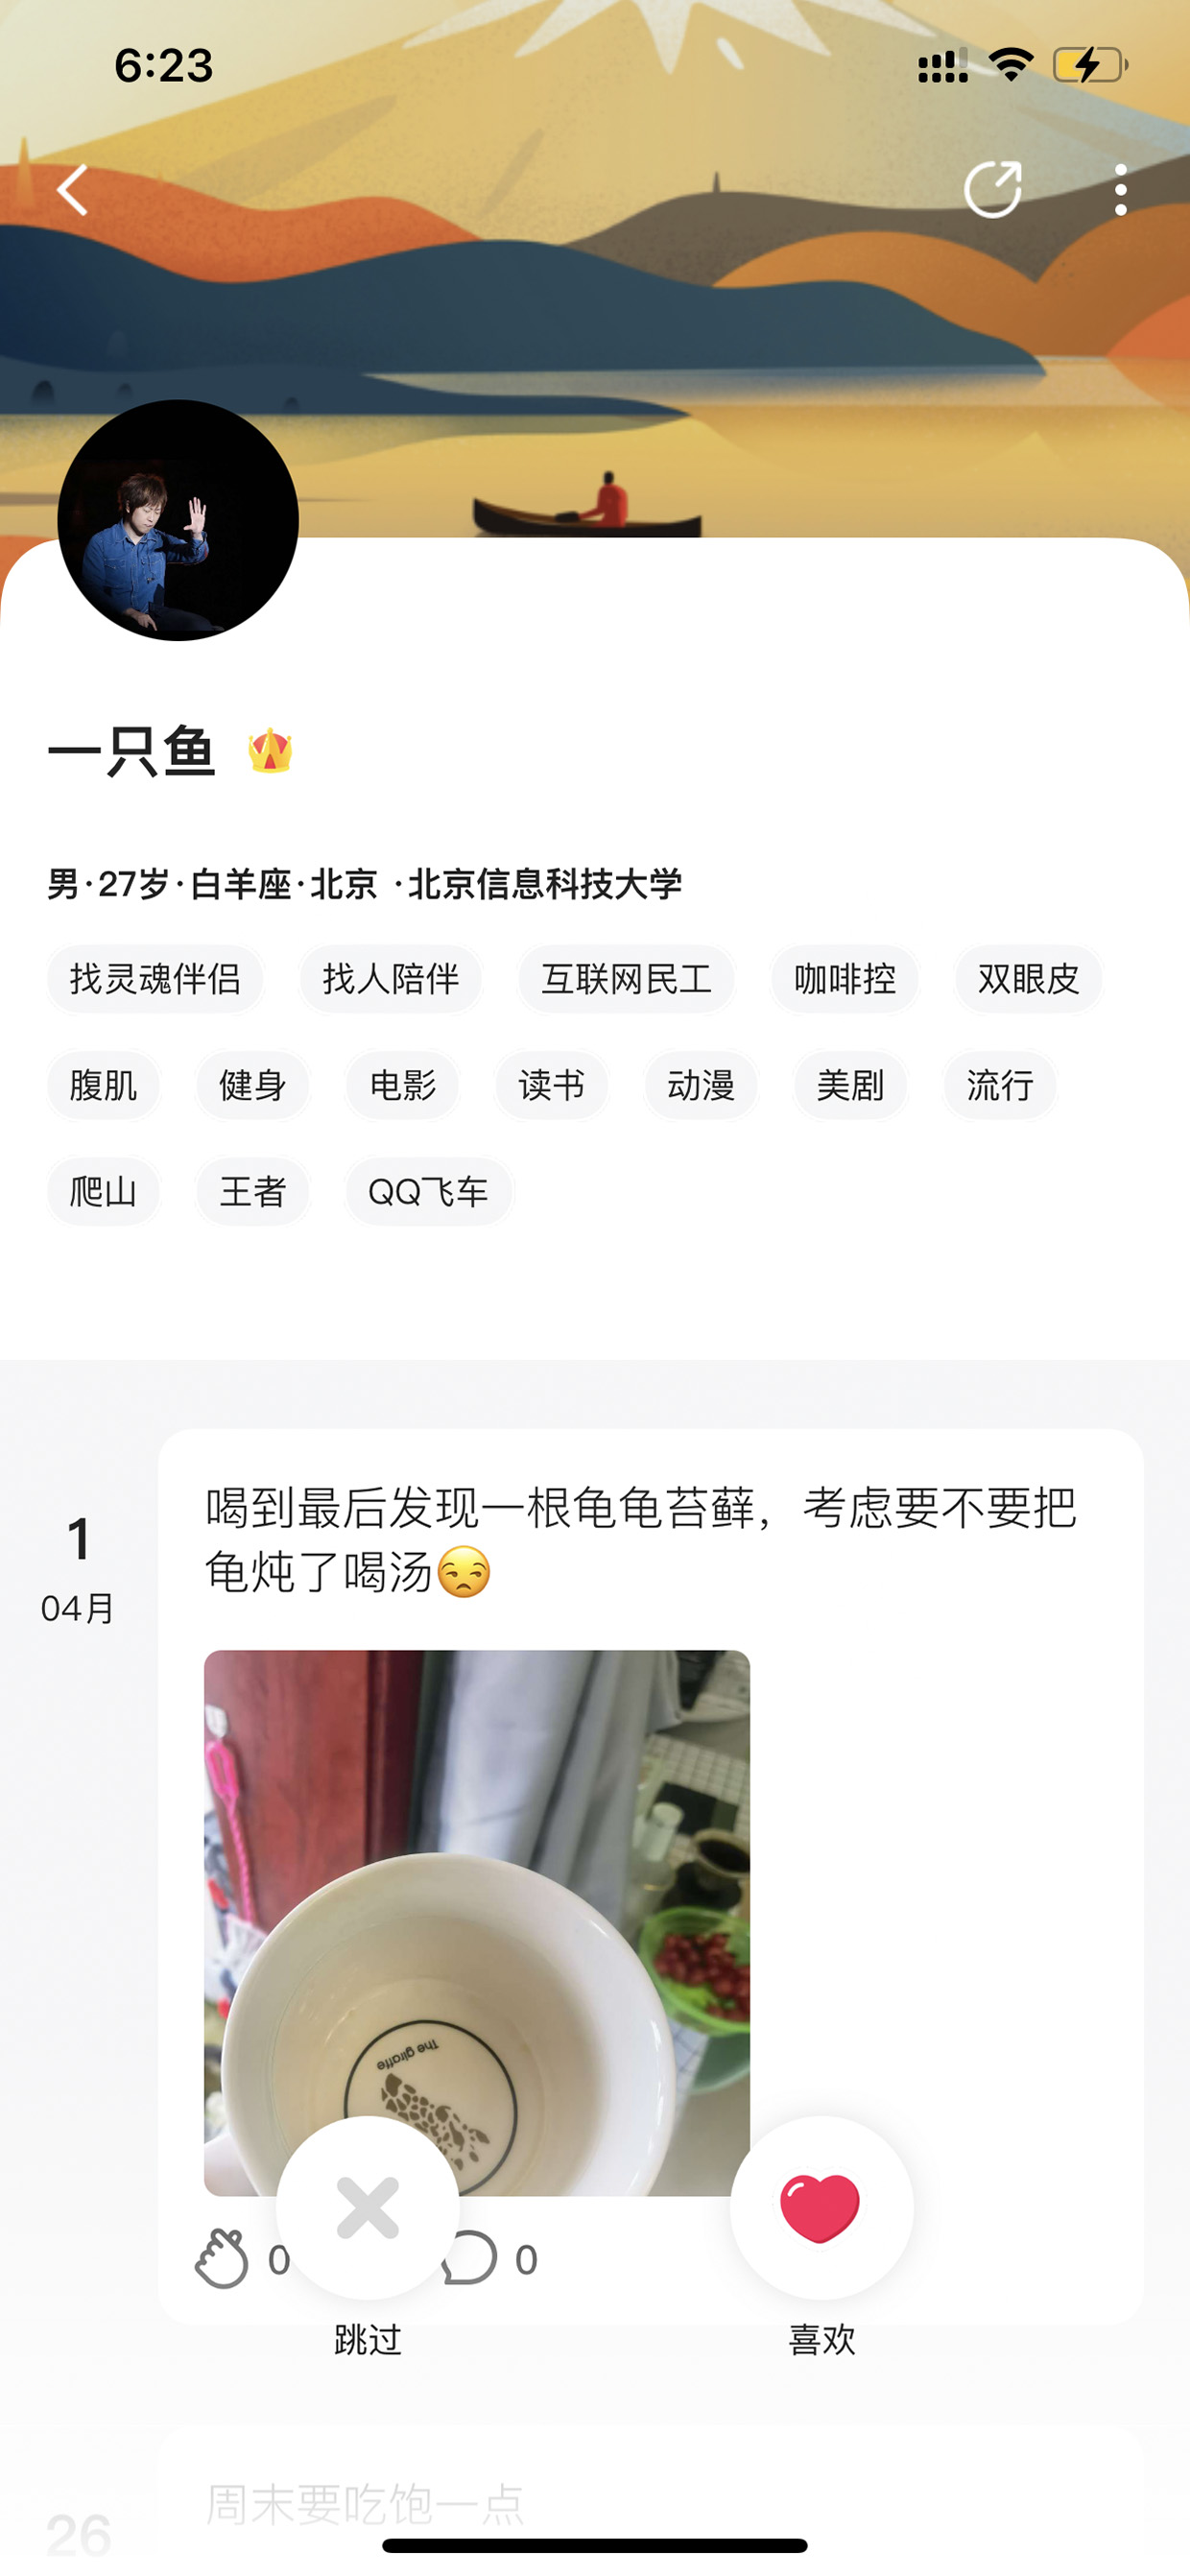 6:23
一只鱼
男·27岁·白羊座·北京 ·北京信息科技大学
找灵魂伴侣 找人陪伴 互联网民工 咖啡控 双眼皮
腹肌 健身 电影 读书 动漫 美剧 流行
爬山 王者 QQ飞车
1
04月
喝到最后发现一根龟龟苔藓，考虑要不要把
龟炖了喝汤😒
The giraffe
0 0
跳过 喜欢
周末要吃饱一点
26